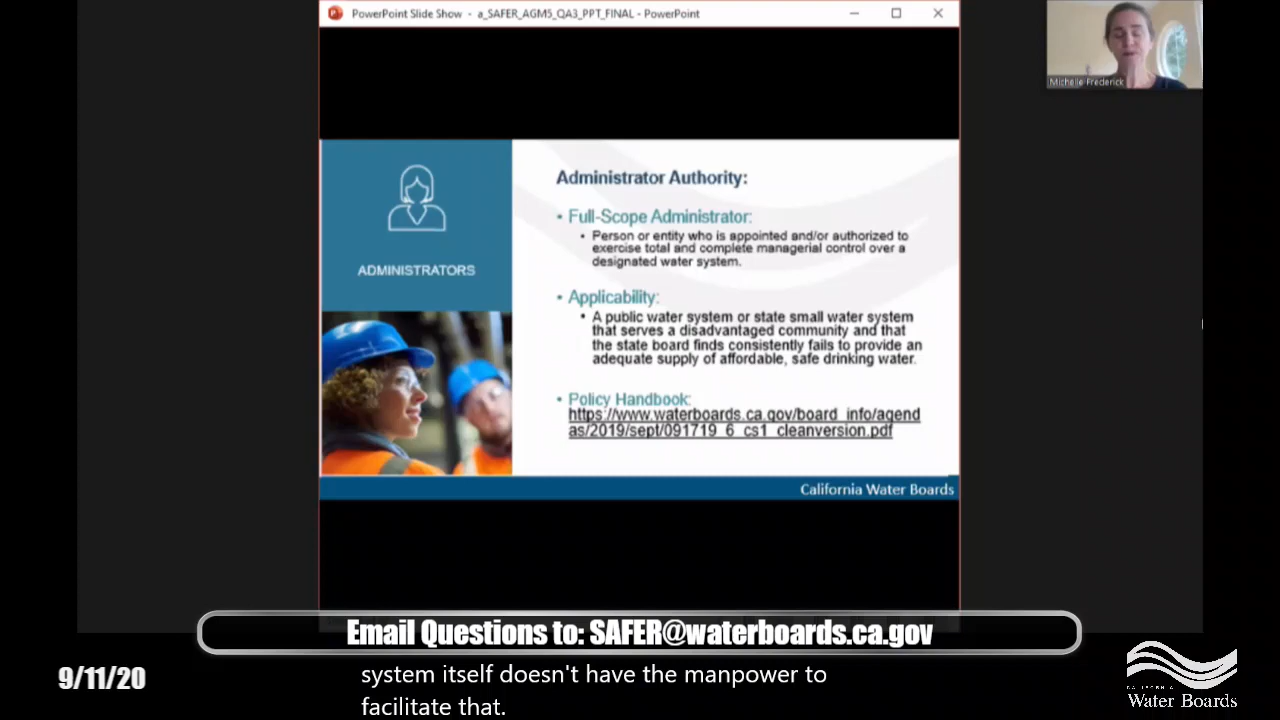 PowerPoint Slide Show - a_SAFER_AGM5_QA3_PPT_FINAL - PowerPoint
Michelle Frederick
ADMINISTRATORS
Administrator Authority:
• Full-Scope Administrator:
• Person or entity who is appointed and/or authorized to
exercise total and complete managerial control over a
designated water system.
• Applicability:
• A public water system or state small water system
that serves a disadvantaged community and that
the state board finds consistently fails to provide an
adequate supply of affordable, safe drinking water.
• Policy Handbook:
https://www.waterboards.ca.gov/board_info/agend
as/2019/sept/091719_6_cs1_cleanversion.pdf
California Water Boards
Email Questions to: SAFER@waterboards.ca.gov
9/11/20
system itself doesn't have the manpower to
facilitate that.
CALIFORNIA
Water Boards